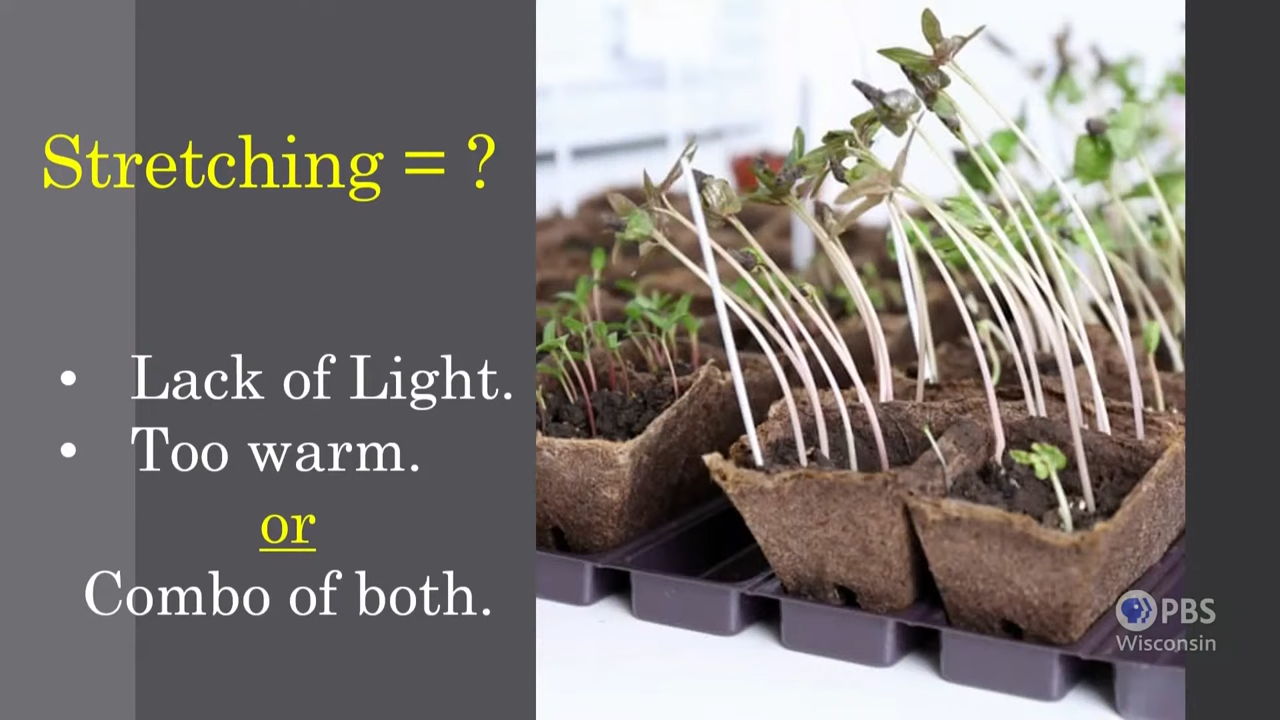 Stretching = ?
• Lack of Light.
• Too warm.
or
Combo of both.
PBS
Wisconsin